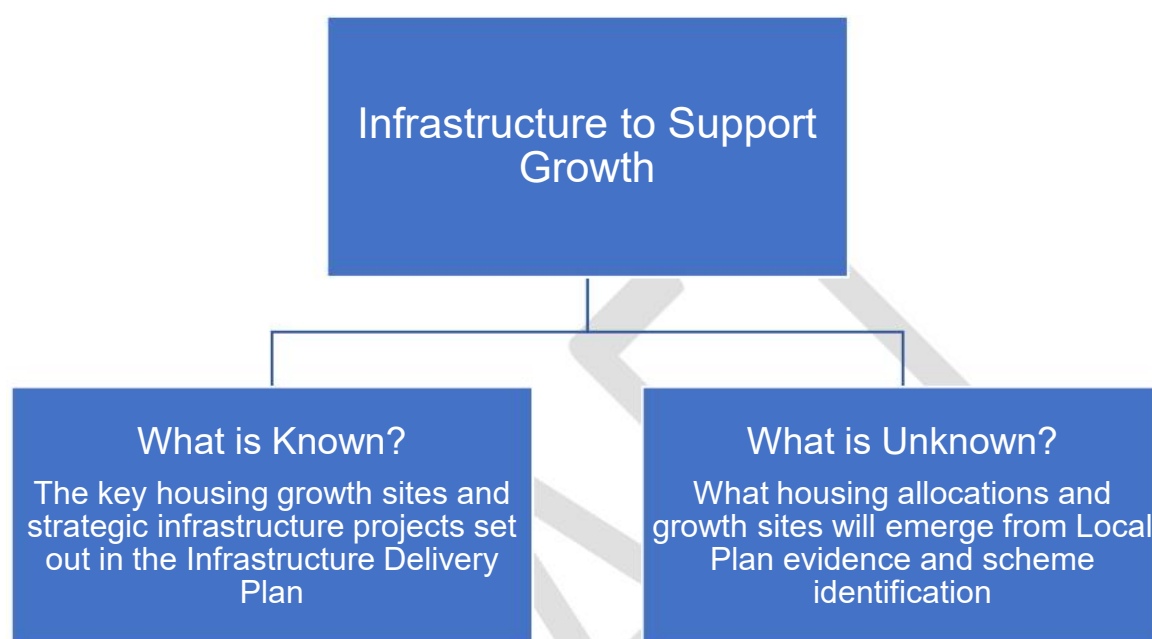 Infrastructure to Support
Growth
What is Known?
The key housing growth sites and
strategic infrastructure projects set
out in the Infrastructure Delivery
Plan
What is Unknown?
What housing allocations and
growth sites will emerge from Local
Plan evidence and scheme
identification